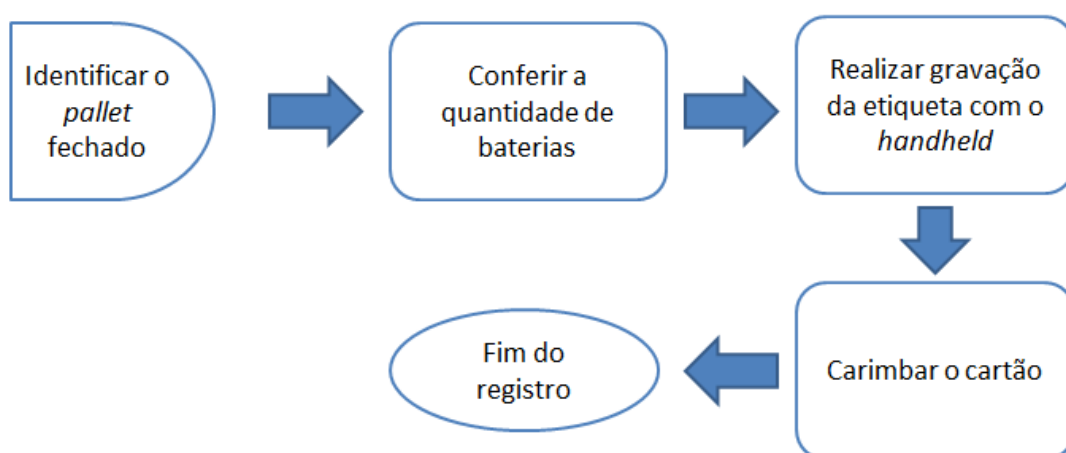 Identificar o
pallet
fechado
Conferir a
quantidade de
baterias
Realizar gravação
da etiqueta com o
handheld
Carimbar o cartão
Fim do
registro